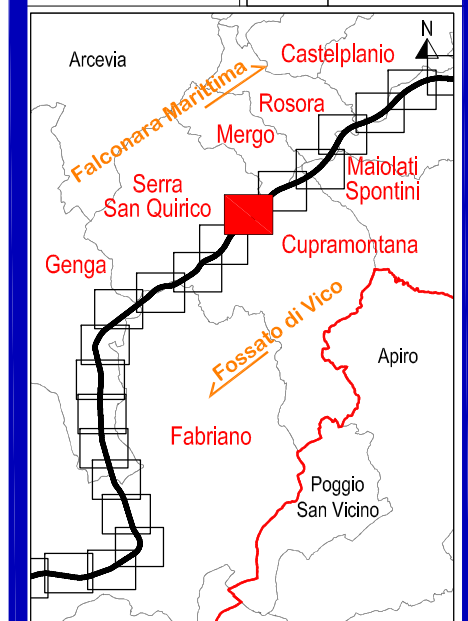 N
Arcevia
Castelplanio
Falconara Marittima
Rosora
Mergo
Maiolati
Spontini
Serra
San Quirico
Cupramontana
Genga
Fossato di Vico
Apiro
Fabriano
Poggio
San Vicino